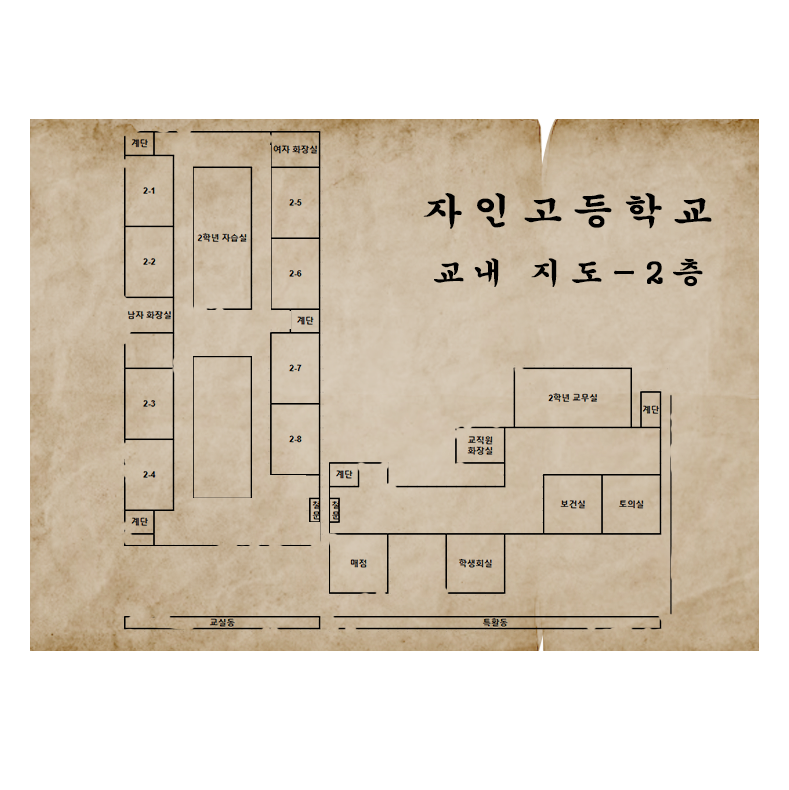 자인고등학교
교내 지도-2층
계단
여자 화장실
2-1
2-5
2학년 자습실
2-2
2-6
남자 화장실
계단
2-7
2-3
2-8
2-4
계단
철문
철문
2학년 교무실
계단
교직원
화장실
계단
보건실
토의실
매점
학생회실
교실동
특활동